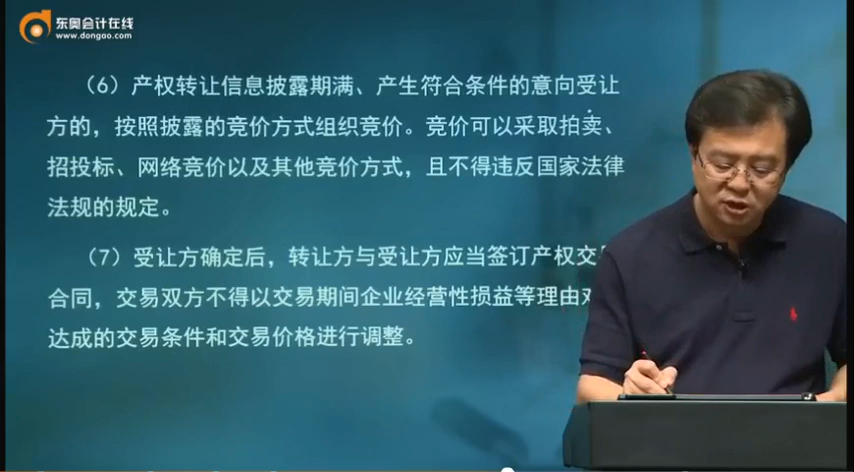 东奥会计在线
www.dongao.com
（6）产权转让信息披露期满、产生符合条件的意向受让
方的，按照披露的竞价方式组织竞价。竞价可以采取拍卖、
招投标、网络竞价以及其他竞价方式，且不得违反国家法律
法规的规定。
（7）受让方确定后，转让方与受让方应当签订产权交
合同，交易双方不得以交易期间企业经营性损益等理由
达成的交易条件和交易价格进行调整。